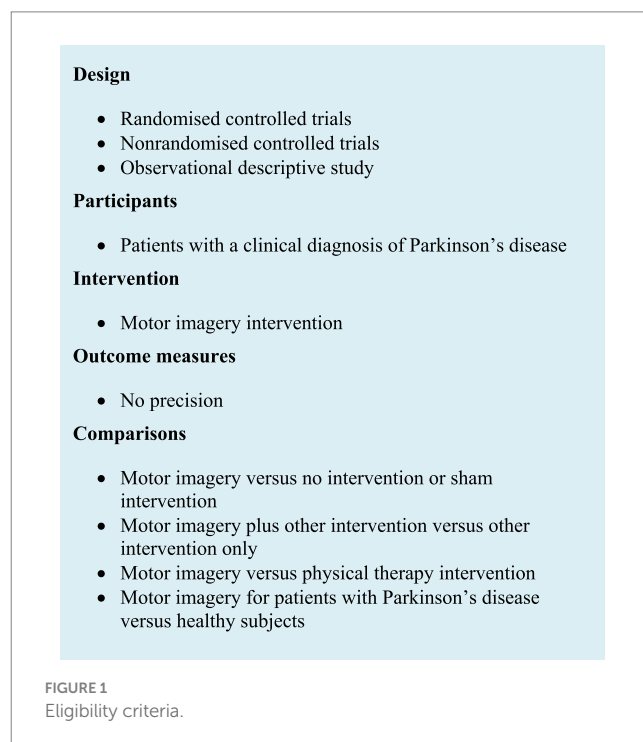 Design
• Randomised controlled trials
• Nonrandomised controlled trials
• Observational descriptive study
Participants
• Patients with a clinical diagnosis of Parkinson's disease
Intervention
• Motor imagery intervention
Outcome measures
• No precision
Comparisons
• Motor imagery versus no intervention or sham
intervention
• Motor imagery plus other intervention versus other
intervention only
• Motor imagery versus physical therapy intervention
• Motor imagery for patients with Parkinson's disease
versus healthy subjects
FIGURE 1
Eligibility criteria.